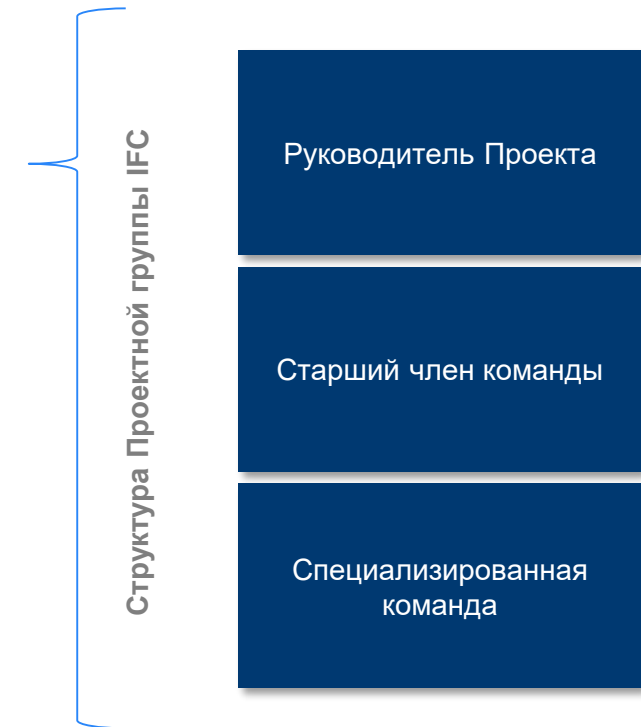 Структура Проектной группы IFC
Руководитель Проекта
Старший член команды
Специализированная
команда